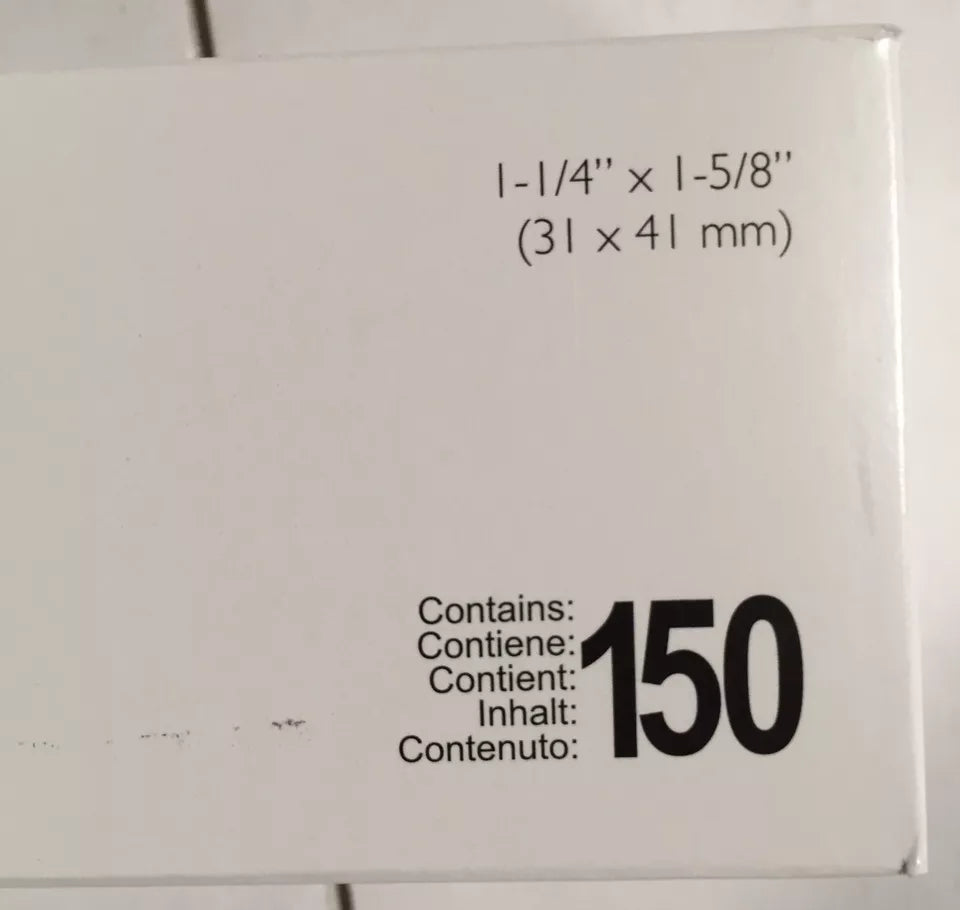 1-1/4" x 1-5/8"
(31 x 41 mm)
Contains:
Contiene:
Contient:
Inhalt:
Contenuto:
150